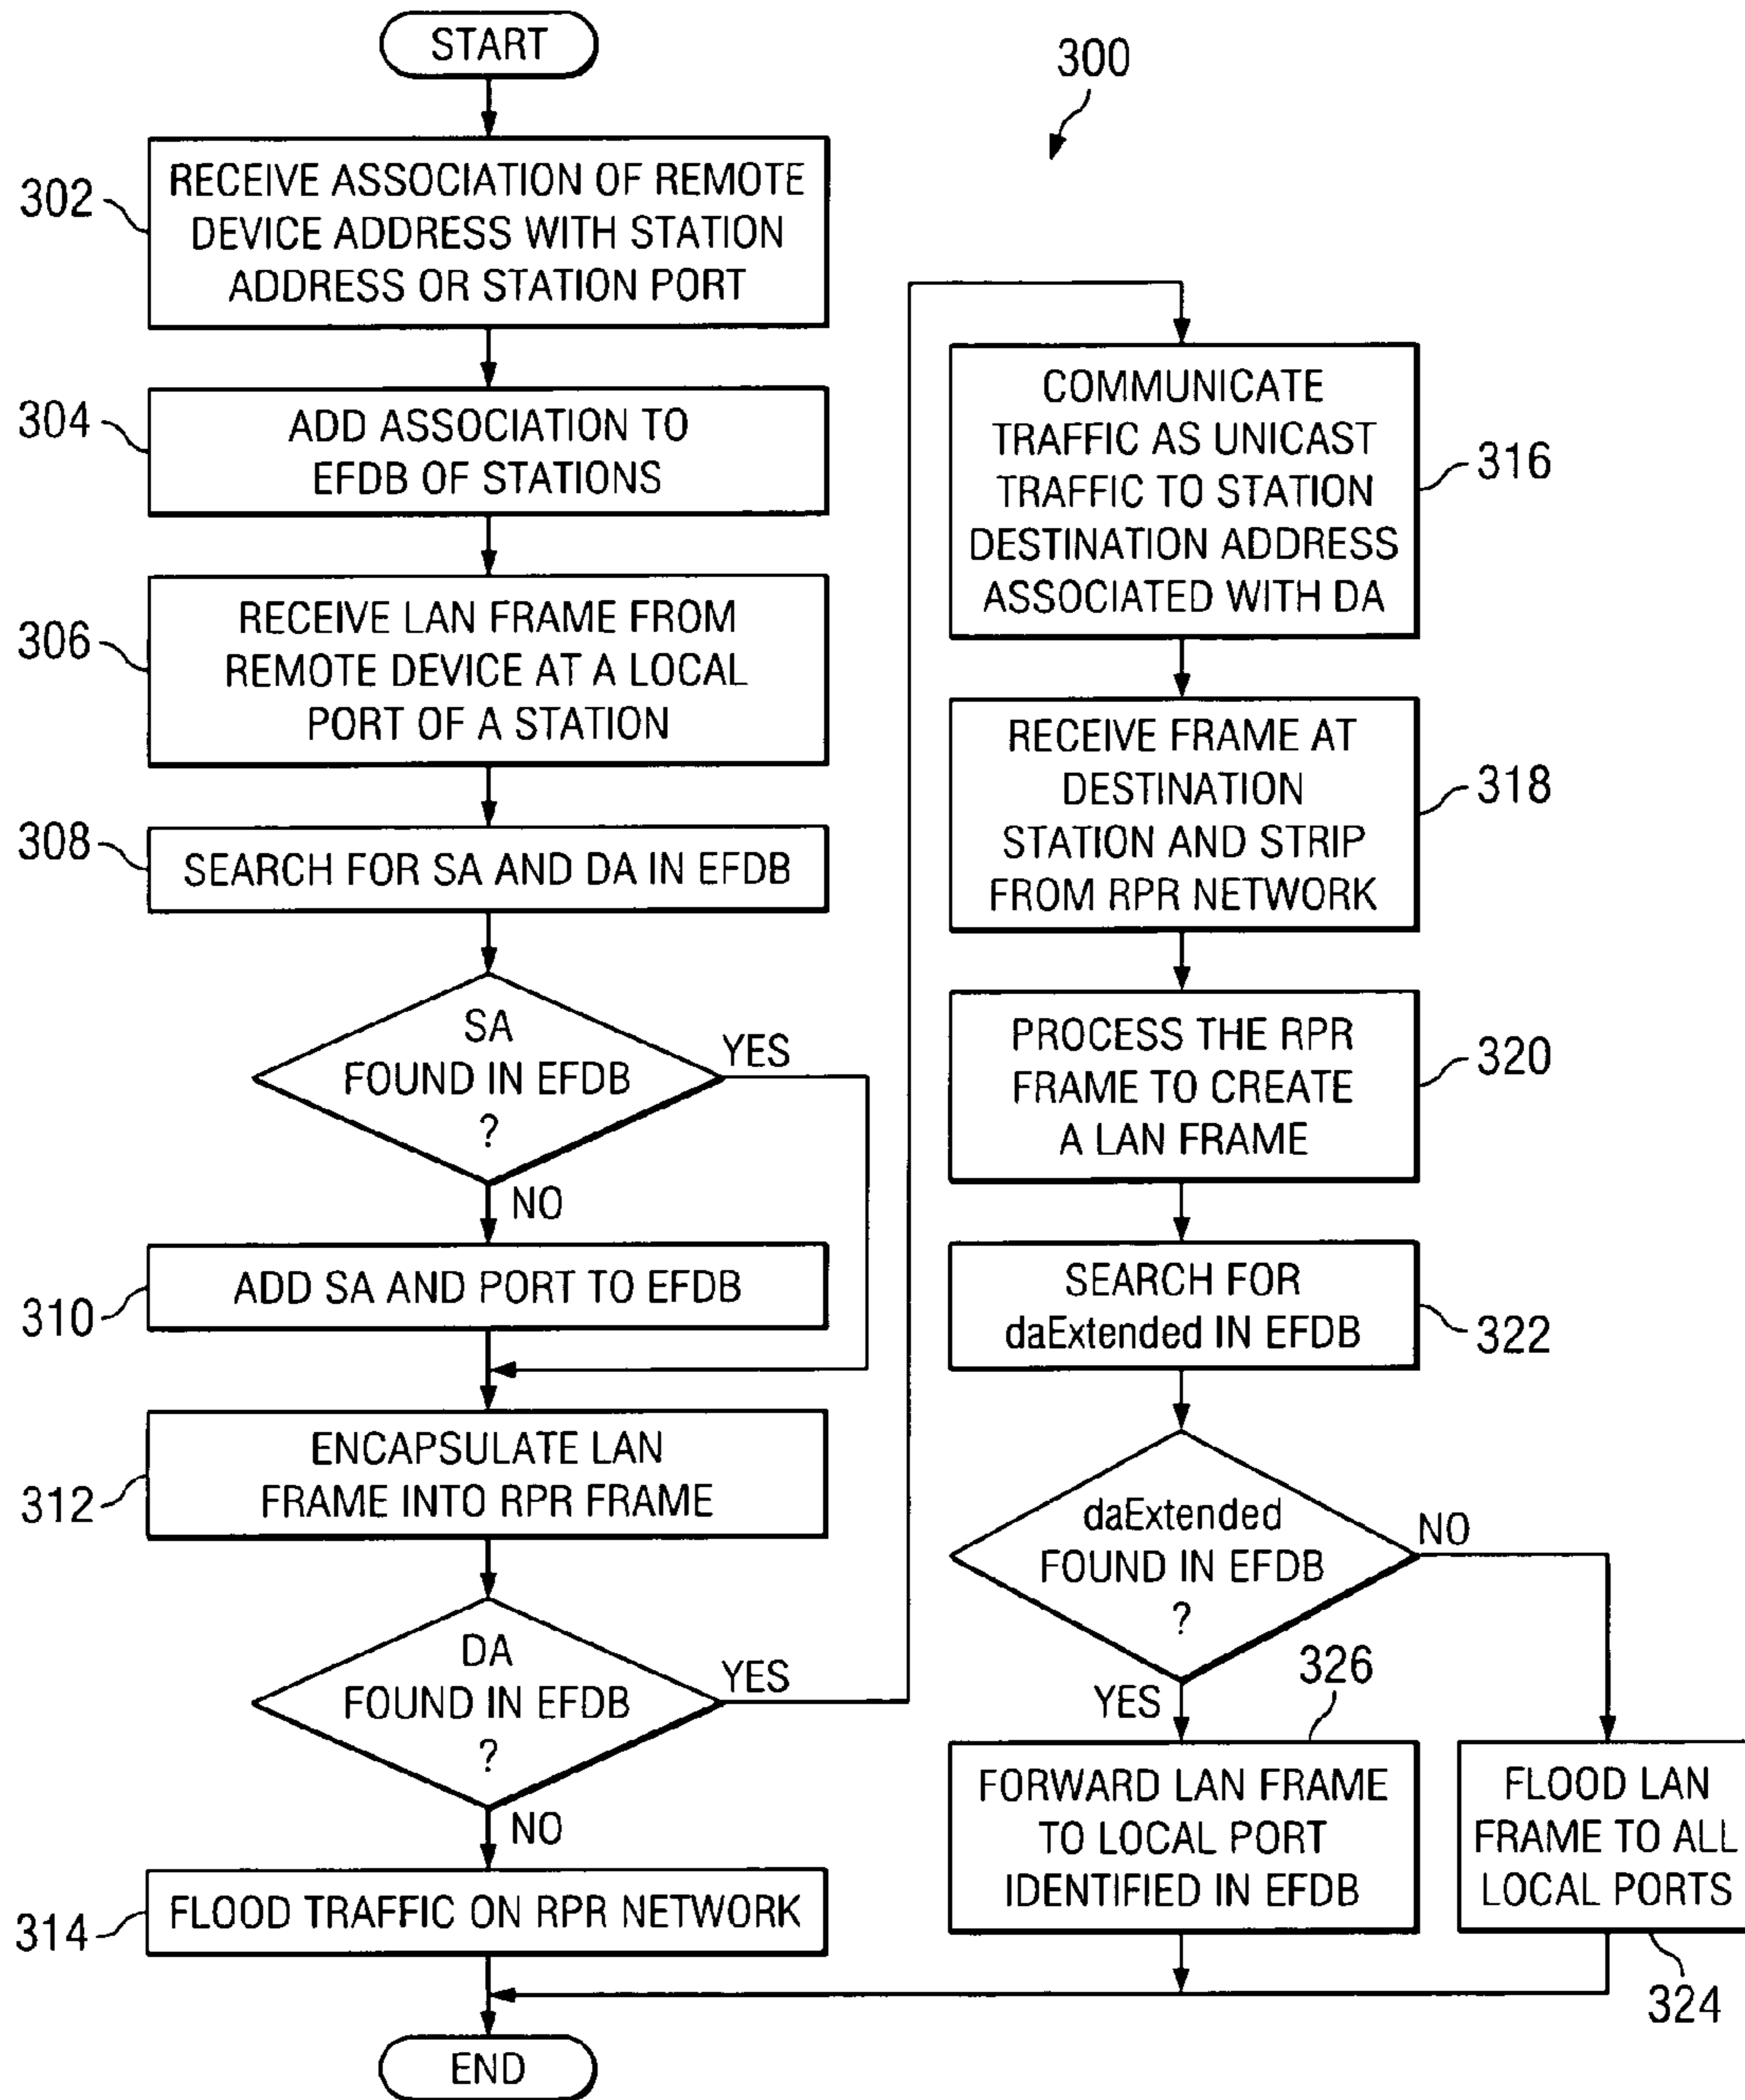 START
300
302
RECEIVE ASSOCIATION OF REMOTE
DEVICE ADDRESS WITH STATION
ADDRESS OR STATION PORT
304
ADD ASSOCIATION TO
EFDB OF STATIONS
306
RECEIVE LAN FRAME FROM
REMOTE DEVICE AT A LOCAL
PORT OF A STATION
308
SEARCH FOR SA AND DA IN EFDB
SA
FOUND IN EFDB
?
YES
NO
310
ADD SA AND PORT TO EFDB
312
ENCAPSULATE LAN
FRAME INTO RPR FRAME
DA
FOUND IN EFDB
?
YES
NO
314
FLOOD TRAFFIC ON RPR NETWORK
END
COMMUNICATE
TRAFFIC AS UNICAST
TRAFFIC TO STATION
DESTINATION ADDRESS
ASSOCIATED WITH DA
316
RECEIVE FRAME AT
DESTINATION
STATION AND STRIP
FROM RPR NETWORK
318
PROCESS THE RPR
FRAME TO CREATE
A LAN FRAME
320
SEARCH FOR
daExtended IN EFDB
322
daExtended
FOUND IN EFDB
?
NO
YES
326
FORWARD LAN FRAME
TO LOCAL PORT
IDENTIFIED IN EFDB
FLOOD LAN
FRAME TO ALL
LOCAL PORTS
324